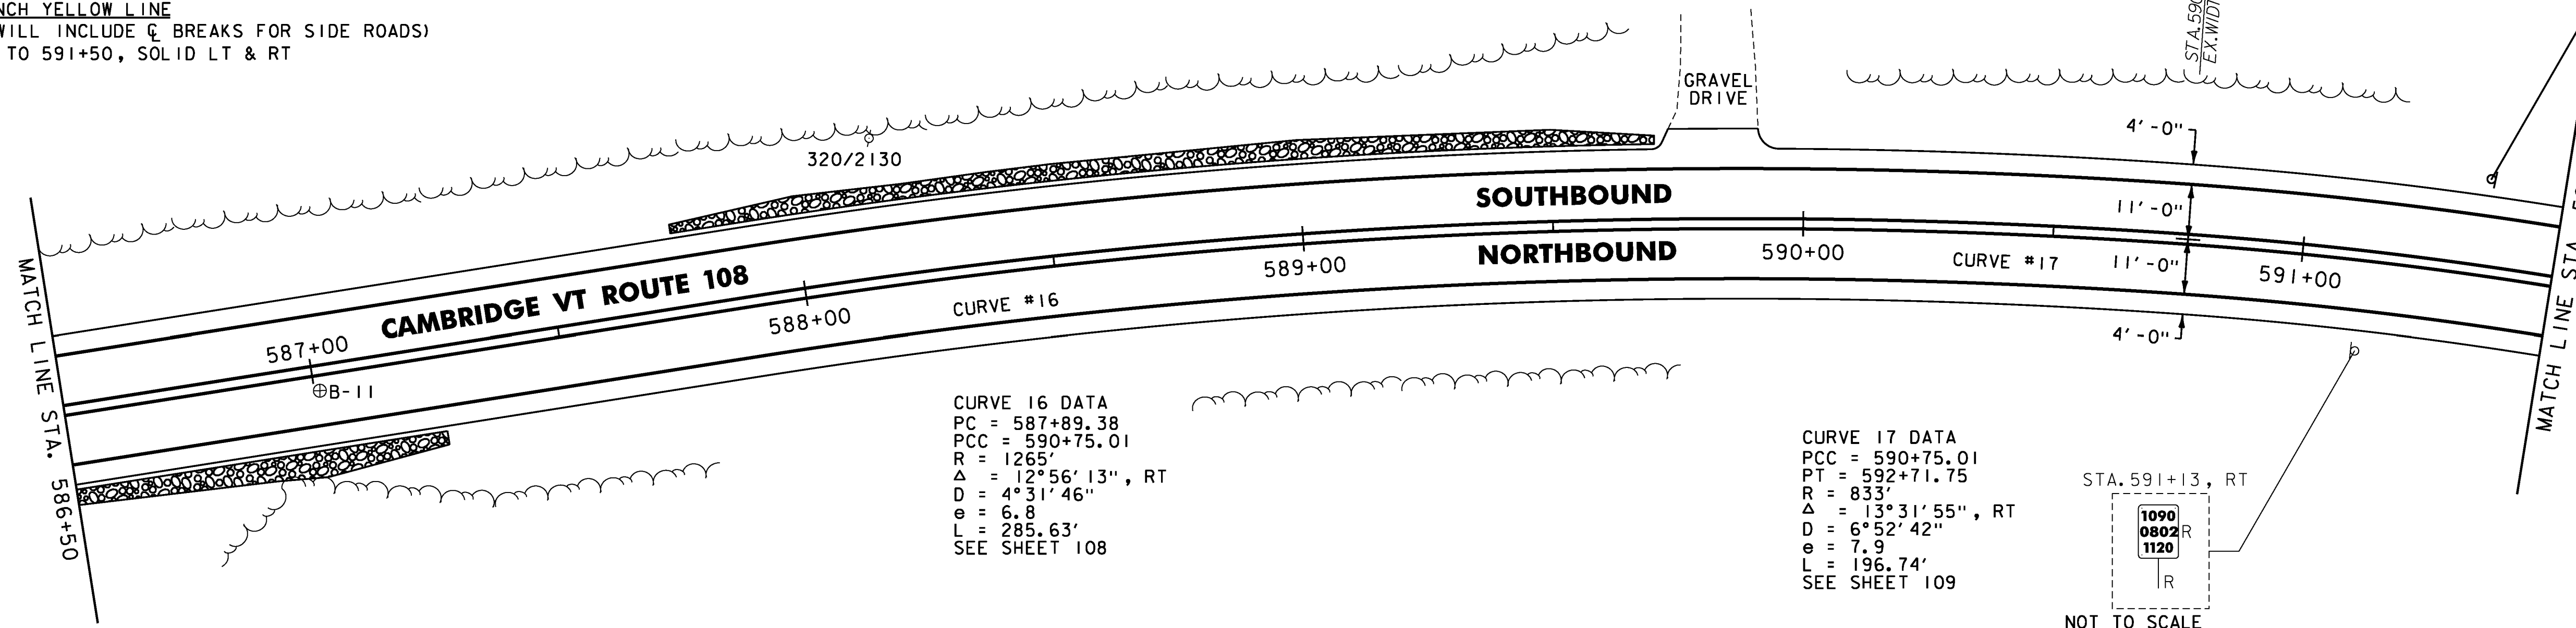 NCH YELLOW LINE
WILL INCLUDE ℄ BREAKS FOR SIDE ROADS)
TO 591+50, SOLID LT & RT
320/2130
GRAVEL
DRIVE
STA.590
EX.WIDT
4'-0"
11'-0"
11'-0"
4'-0"
SOUTHBOUND
NORTHBOUND
CAMBRIDGE VT ROUTE 108
587+00
588+00
589+00
590+00
591+00
CURVE #16
CURVE #17
B-11
MATCH LINE STA. 586+50
MATCH LINE STA
CURVE 16 DATA
PC = 587+89.38
PCC = 590+75.01
R = 1265'
Δ = 12°56'13", RT
D = 4°31'46"
e = 6.8
L = 285.63'
SEE SHEET 108
CURVE 17 DATA
PCC = 590+75.01
PT = 592+71.75
R = 833'
Δ = 13°31'55", RT
D = 6°52'42"
e = 7.9
L = 196.74'
SEE SHEET 109
STA.591+13, RT
1090
0802 R
1120
R
NOT TO SCALE